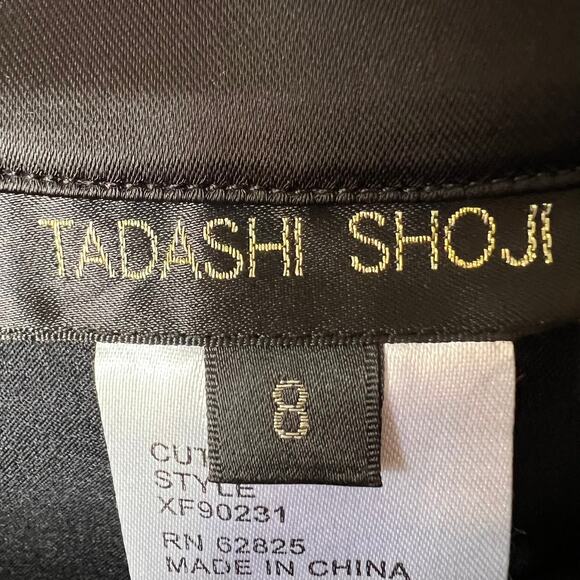 TADASHI SHOJI
8
CUT
STYLE
XF90231
RN 62825
MADE IN CHINA